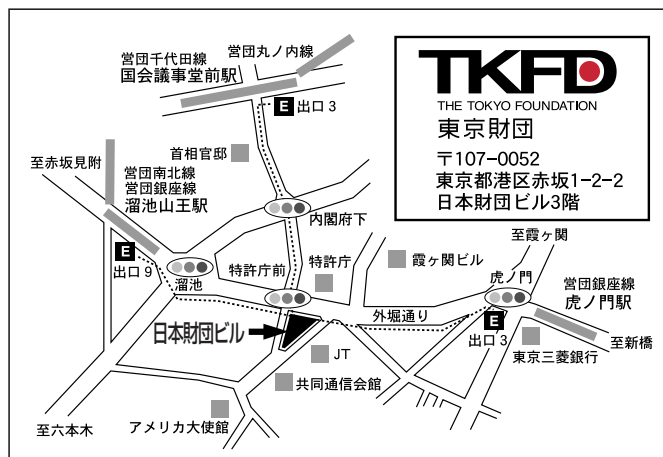 営団千代田線
営団丸ノ内線
国会議事堂前駅
E 出口3
TKFD
THE TOKYO FOUNDATION
東京財団
〒107-0052
東京都港区赤坂1-2-2
日本財団ビル3階
首相官邸
至赤坂見附
営団南北線
営団銀座線
溜池山王駅
E
出口9
溜池
内閣府下
特許庁前
特許庁
霞ヶ関ビル
至霞ヶ関
虎ノ門
営団銀座線
虎ノ門駅
外堀通り
E
出口3
至新橋
東京三菱銀行
日本財団ビル
JT
共同通信会館
アメリカ大使館
至六本木